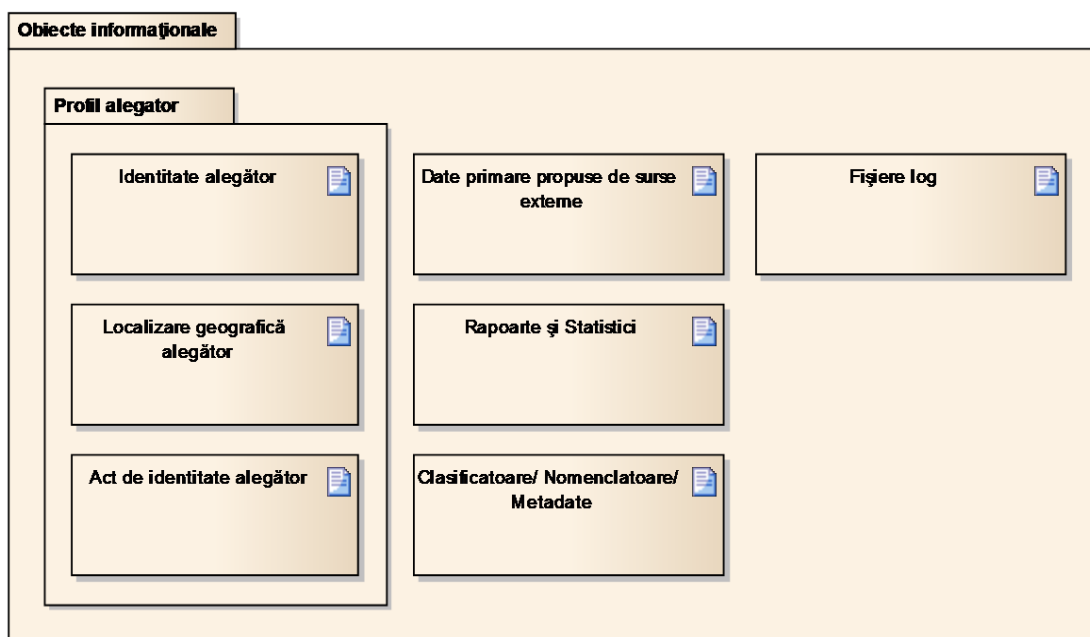 Obiecte informaţionale
Profil alegator
Identitate alegător
Localizare geografică
alegător
Act de identitate alegător
Date primare propuse de surse
externe
Rapoarte şi Statistici
Clasificatoare/ Nomenclatoare/
Metadate
Fişiere log